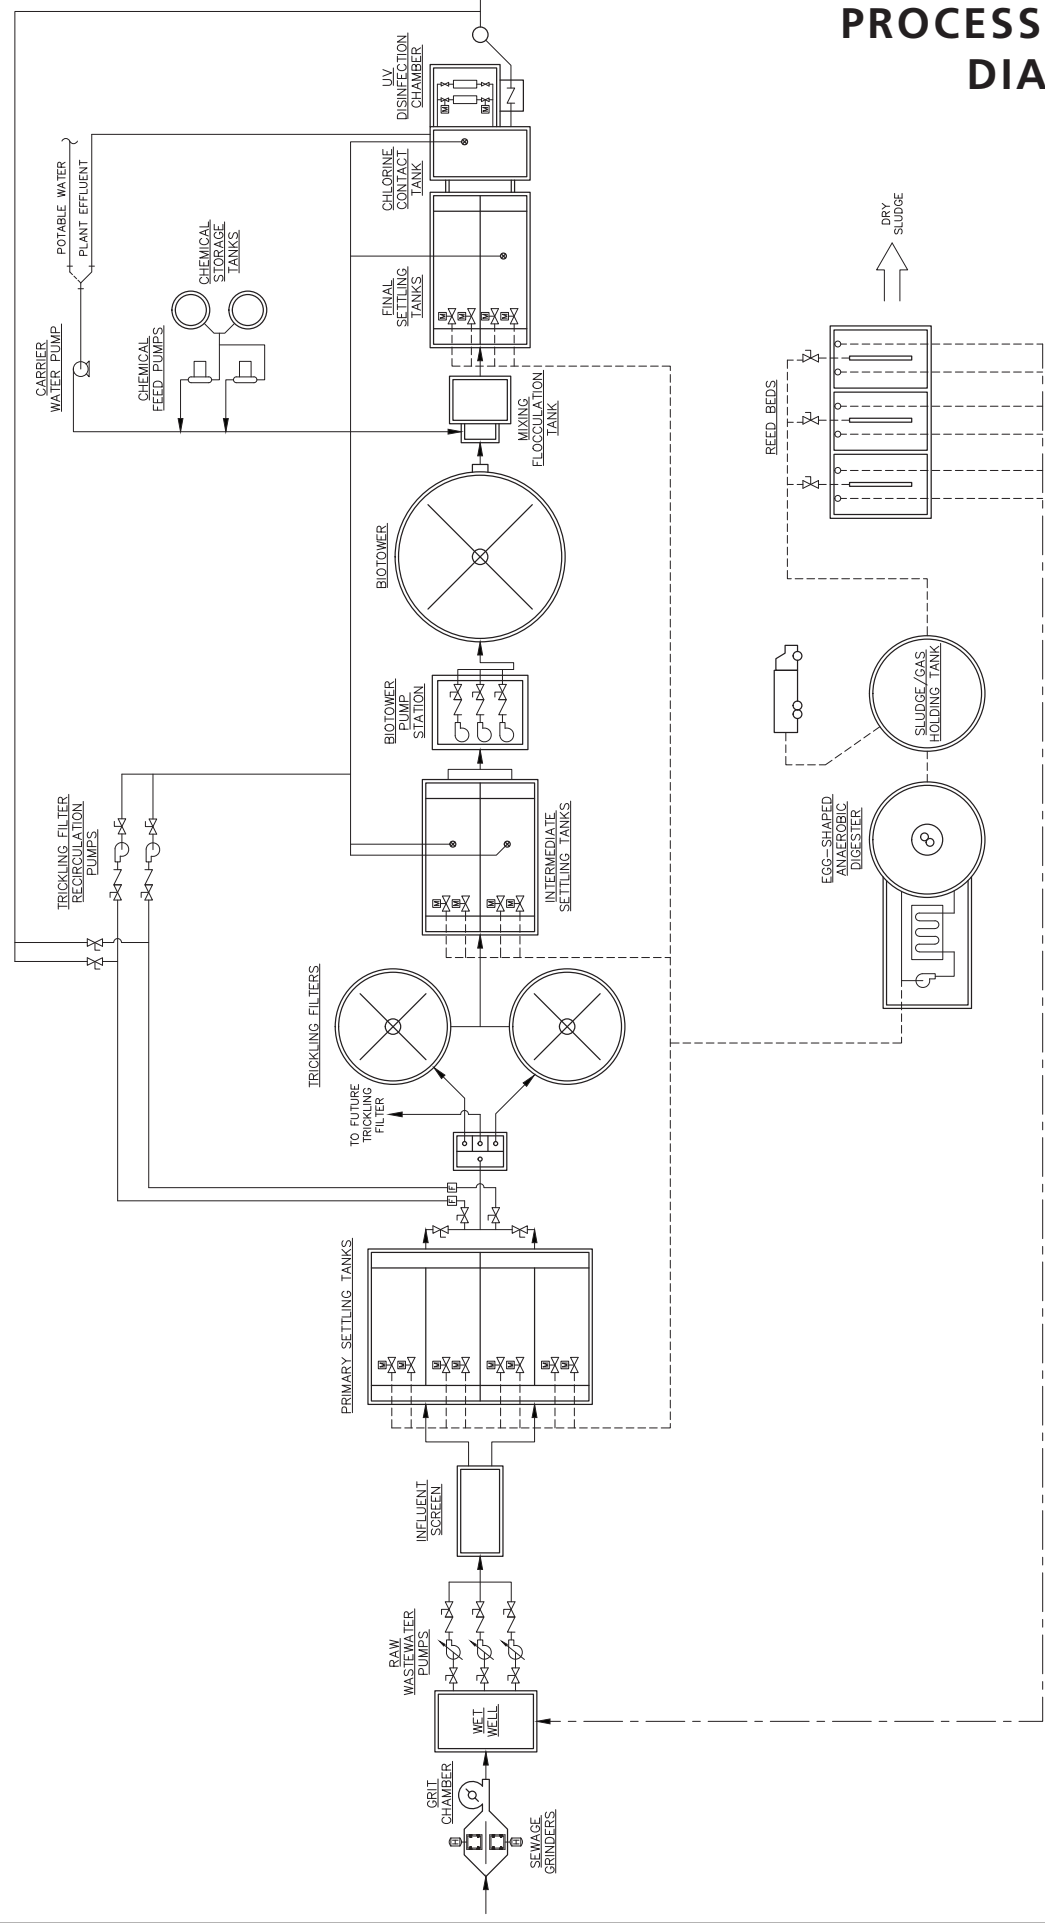 PROCESS
DIA
UV
DISINFECTION
CHAMBER
CHLORINE
CONTACT
TANK
POTABLE WATER
PLANT EFFLUENT
CHEMICAL
STORAGE
TANKS
FINAL
SETTLING
TANKS
DRY
SLUDGE
CARRIER
WATER PUMP
CHEMICAL
FEED PUMPS
MIXING
FLOCCULATION
TANK
REED BEDS
BIOTOWER
BIOTOWER
PUMP
STATION
SLUDGE/GAS
HOLDING TANK
TRICKLING FILTER
RECIRCULATION
PUMPS
INTERMEDIATE
SETTLING TANKS
EGG-SHAPED
ANAEROBIC
DIGESTER
TRICKLING FILTERS
TO FUTURE
TRICKLING
FILTER
PRIMARY SETTLING TANKS
INFLUENT
SCREEN
RAW
WASTEWATER
PUMPS
WET
WELL
GRIT
CHAMBER
SEWAGE
GRINDERS
M
M
M
M
M
M
M
M
M
M
F
F
M
M
M
M
M
M
M
M
H
H